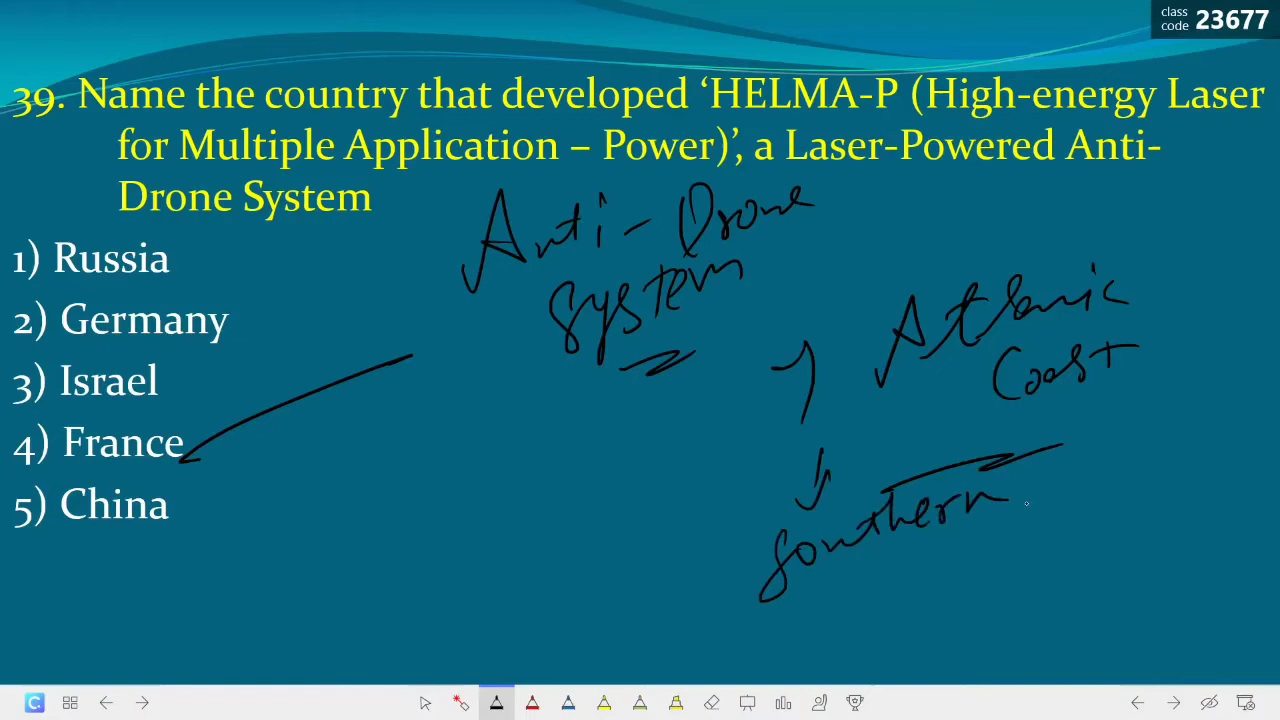 class
code 23677
39. Name the country that developed ‘HELMA-P (High-energy Laser
for Multiple Application – Power)’, a Laser-Powered Anti-
Drone System
Anti - Drone
System
1) Russia
2) Germany
Atlantic
Coast
3) Israel
4) France
5) China
Southern